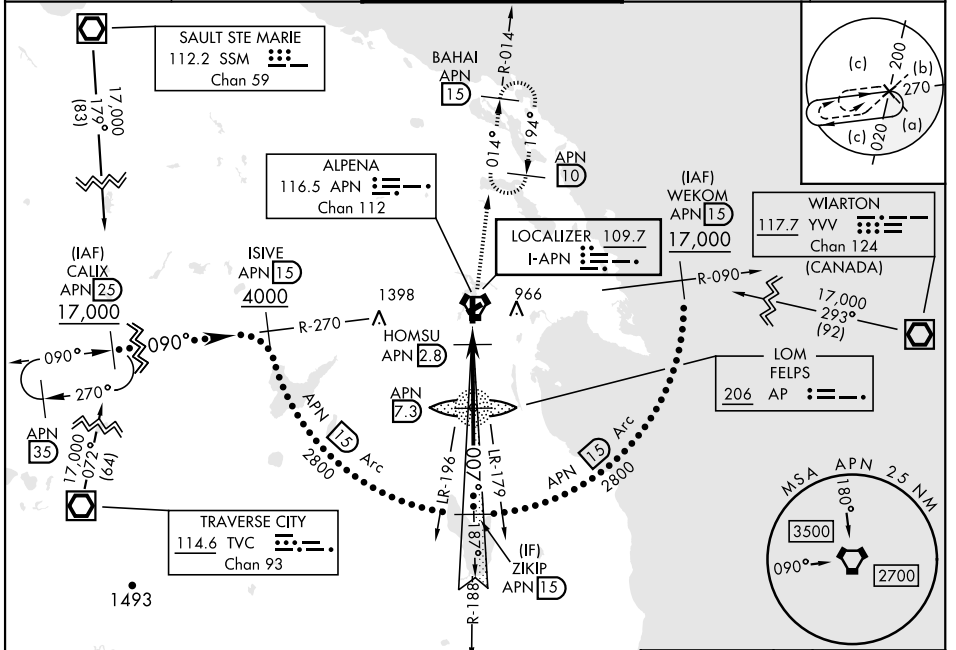 SAULT STE MARIE
112.2 SSM
Chan 59
17,000
179°
(83)
BAHAI
APN
15
R-014
014°
194°
APN
10
(c)
200
(b)
270
(a)
(c)
020
ALPENA
116.5 APN
Chan 112
LOCALIZER 109.7
I-APN
(IAF)
WEKOM
APN 15
17,000
WIARTON
117.7 YVV
Chan 124
(CANADA)
R-090
17,000
293°
(92)
(IAF)
CALIX
APN 25
17,000
ISIVE
APN 15
4000
R-270
1398
966
HOMSU
APN 2.8
090°
090°
270°
APN
35
17,000
072°
(64)
APN
7.3
LOM
FELPS
206 AP
APN 15 Arc
2800
APN 15 Arc
2800
LR-196
LR-179
007°
187°
R-188
(IF)
ZIKIP
APN 15
TRAVERSE CITY
114.6 TVC
Chan 93
1493
MSA APN 25 NM
180°
3500
090°
2700